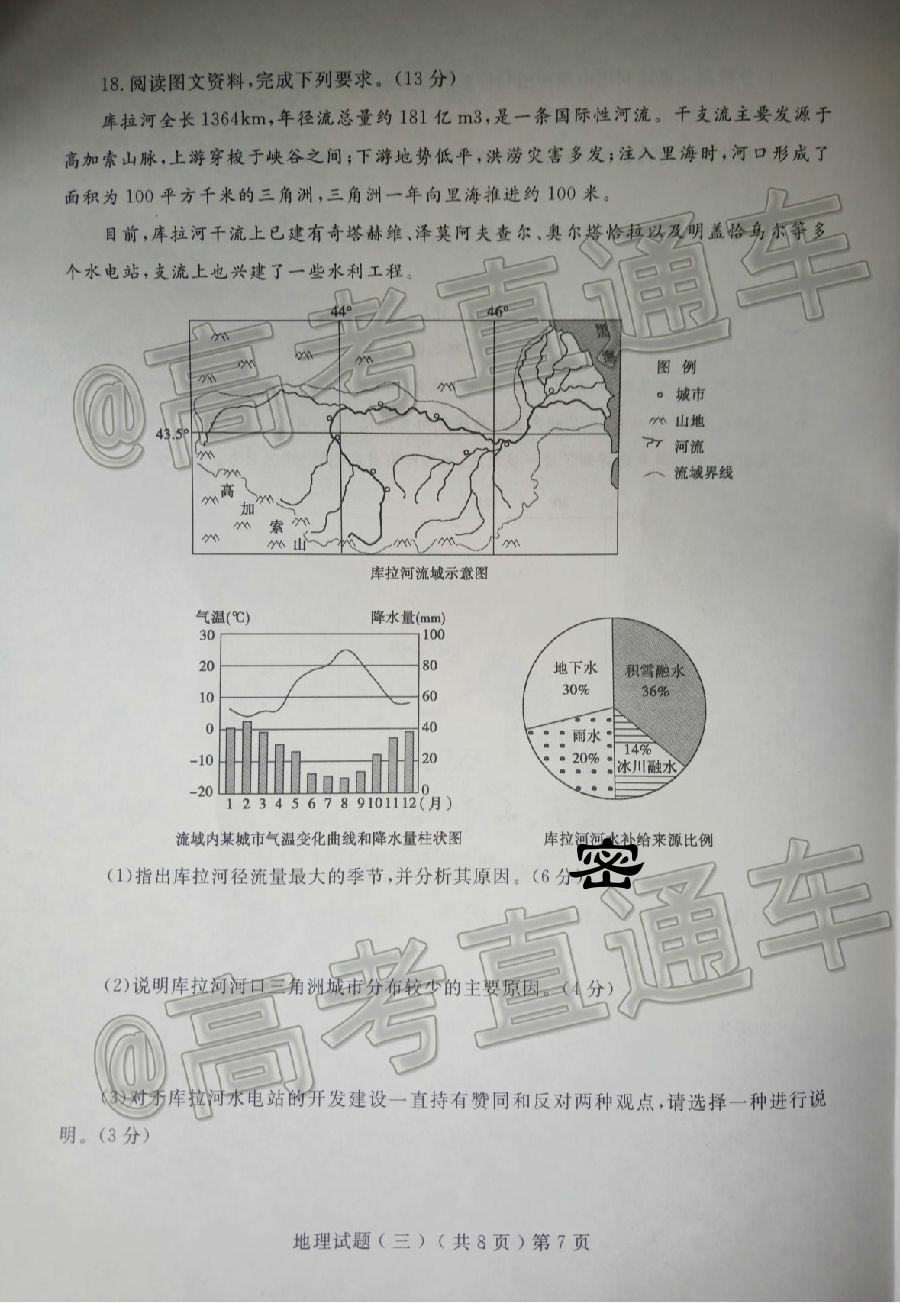 18.阅读图文资料,完成下列要求。(13分)
库拉河全长1364km,年径流总量约181亿m3,是一条国际性河流。干支流主要发源于
高加索山脉,上游穿梭于峡谷之间;下游地势低平,洪涝灾害多发;注入里海时,河口形成了
面积为100平方千米的三角洲,三角洲一年向里海推进约100米。
目前,库拉河干流上已建有奇塔赫维、泽莫阿夫查尔、奥尔塔恰拉以及明盖恰乌尔等多
个水电站,支流上也兴建了一些水利工程。
@高考直通车
44° 46°
黑海
43.5°
高加索山
图例
城市
山地
河流
流域界线
库拉河流域示意图
气温(℃) 降水量(mm)
30 100
20 80
10 60
0 40
-10 20
-20 0
1 2 3 4 5 6 7 8 9 10 11 12(月)
流域内某城市气温变化曲线和降水量柱状图
地下水
30%
积雪融水
36%
雨水
20%
14%
冰川融水
库拉河河水补给来源比例
(1)指出库拉河径流量最大的季节,并分析其原因。(6分)
密
(2)说明库拉河河口三角洲城市分布较少的主要原因。(4分)
@高考直通车
(3)对于库拉河水电站的开发建设一直持有赞同和反对两种观点,请选择一种进行说
明。(3分)
地理试题(三)(共8页)第7页